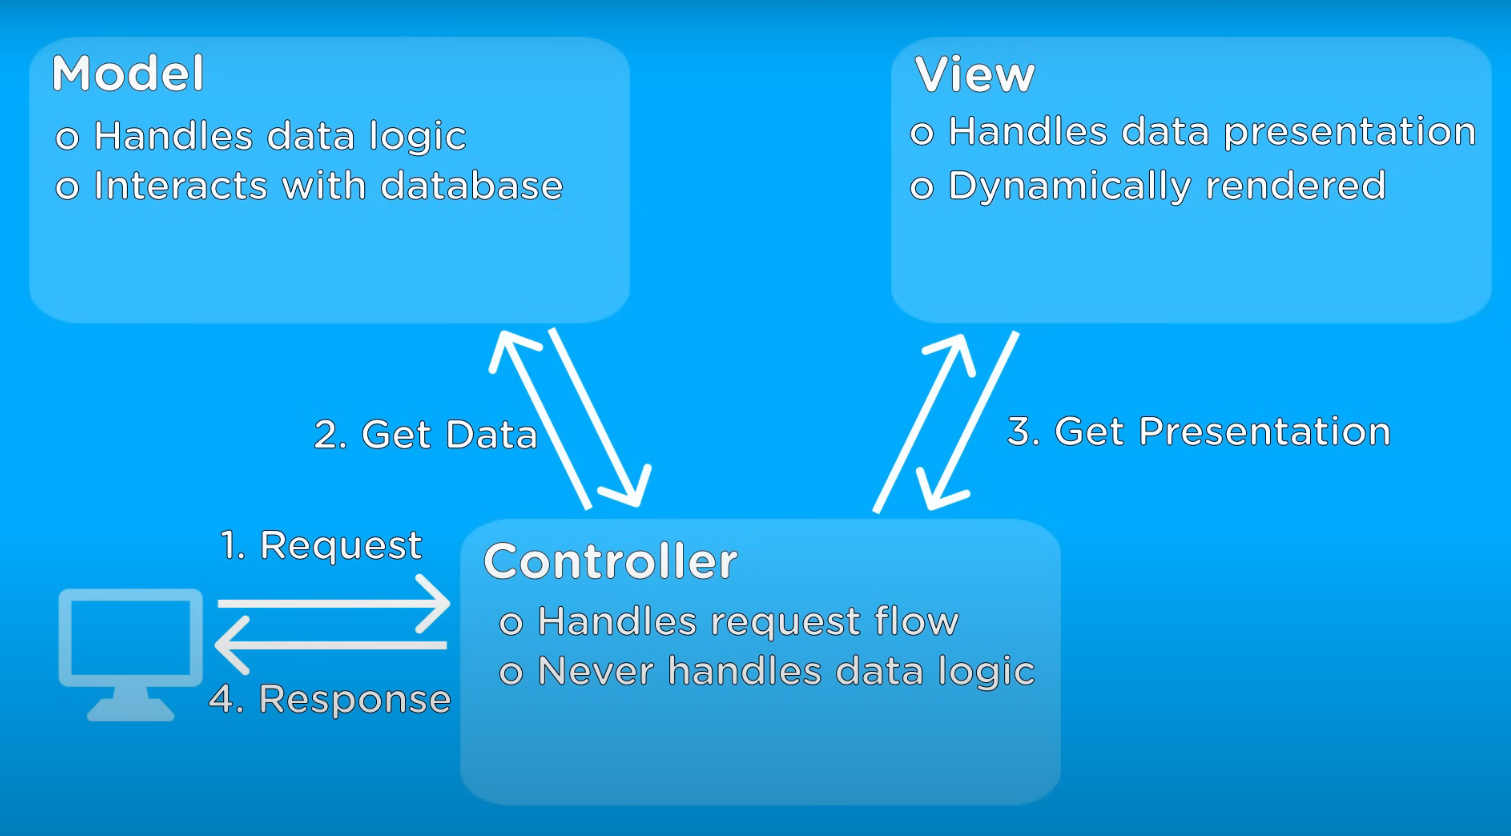 Model
o Handles data logic
o Interacts with database
View
o Handles data presentation
o Dynamically rendered
2. Get Data
3. Get Presentation
1. Request
4. Response
Controller
o Handles request flow
o Never handles data logic